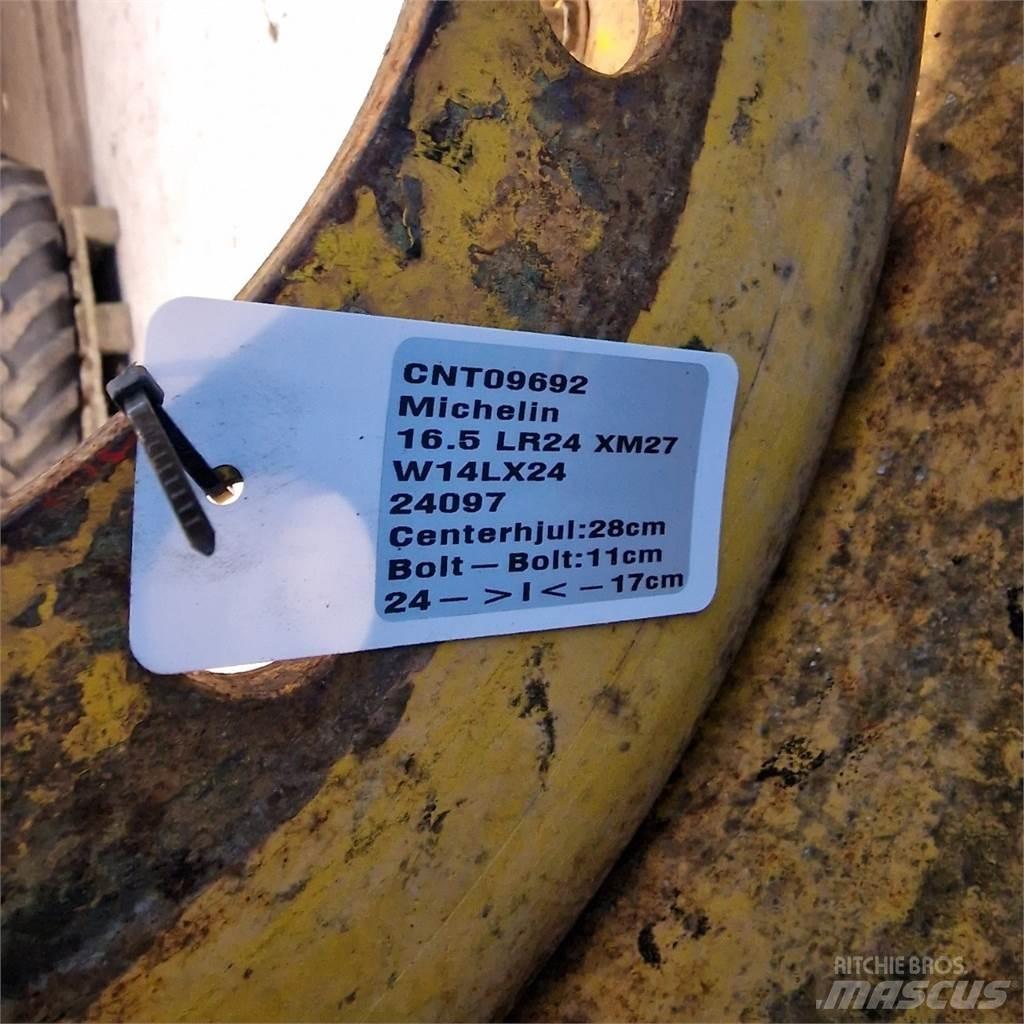 CNT09692
Michelin
16.5 LR24 XM27
W14LX24
24097
Centerhjul:28cm
Bolt — Bolt:11cm
24 — > I < — 17cm
RITCHIE BROS.
MASCUS